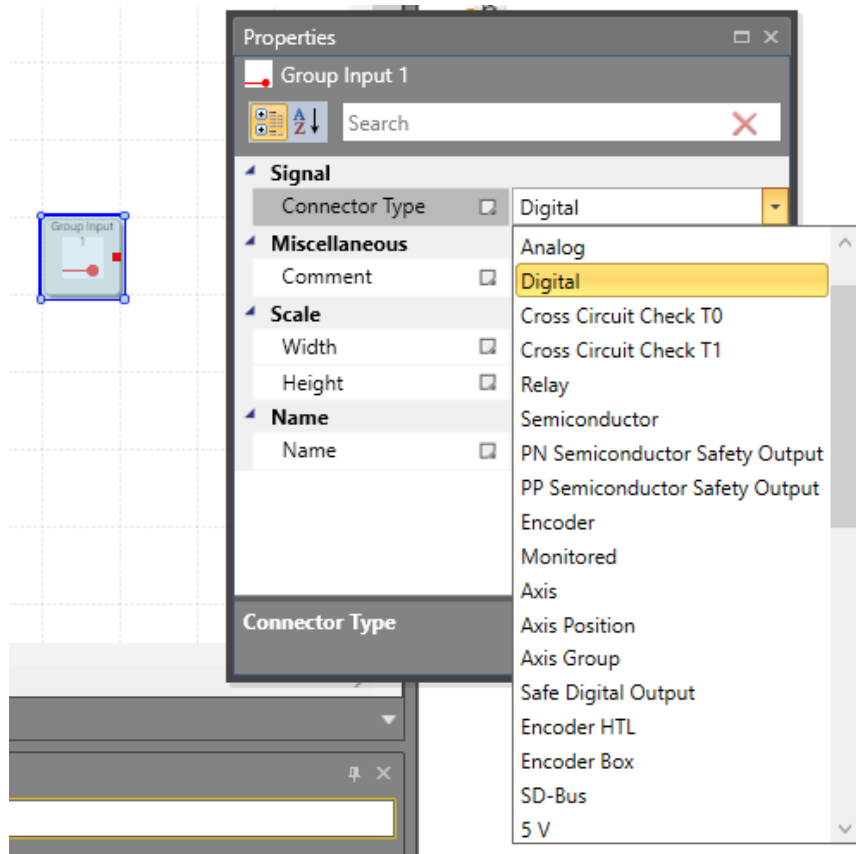 Properties
Group Input 1
Search
Signal
Connector Type
Digital
Miscellaneous
Comment
Scale
Width
Height
Name
Name
Connector Type
Analog
Digital
Cross Circuit Check T0
Cross Circuit Check T1
Relay
Semiconductor
PN Semiconductor Safety Output
PP Semiconductor Safety Output
Encoder
Monitored
Axis
Axis Position
Axis Group
Safe Digital Output
Encoder HTL
Encoder Box
SD-Bus
5 V
Group Input
1
A
Z